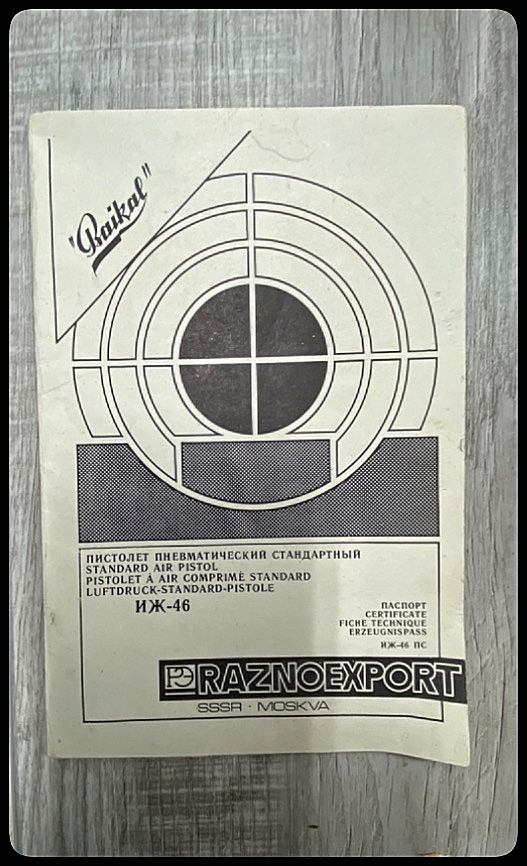 "Baikal"
ПИСТОЛЕТ ПНЕВМАТИЧЕСКИЙ СТАНДАРТНЫЙ
STANDARD AIR PISTOL
PISTOLET À AIR COMPRIMÉ STANDARD
LUFTDRUCK-STANDARD-PISTOLE
ИЖ-46
ПАСПОРТ
CERTIFICATE
FICHE TECHNIQUE
ERZEUGNISPASS
ИЖ-46 ПС
РЭ RAZNOEXPORT
SSSR · MOSKVA